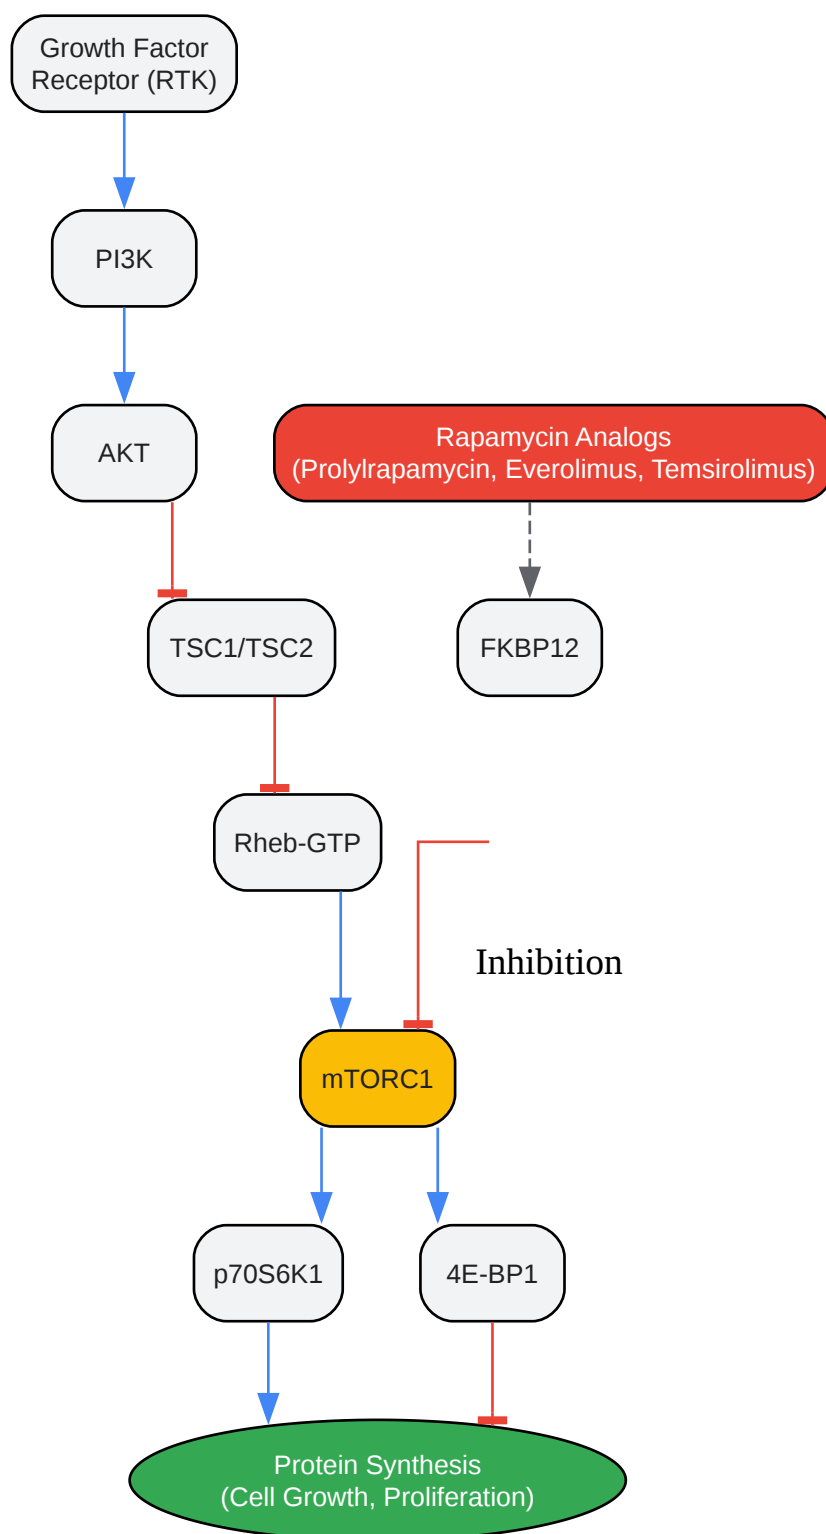 Growth Factor
Receptor (RTK)
PI3K
AKT
Rapamycin Analogs
(Prolylrapamycin, Everolimus, Temsirolimus)
TSC1/TSC2
FKBP12
Rheb-GTP
Inhibition
mTORC1
p70S6K1
4E-BP1
Protein Synthesis
(Cell Growth, Proliferation)